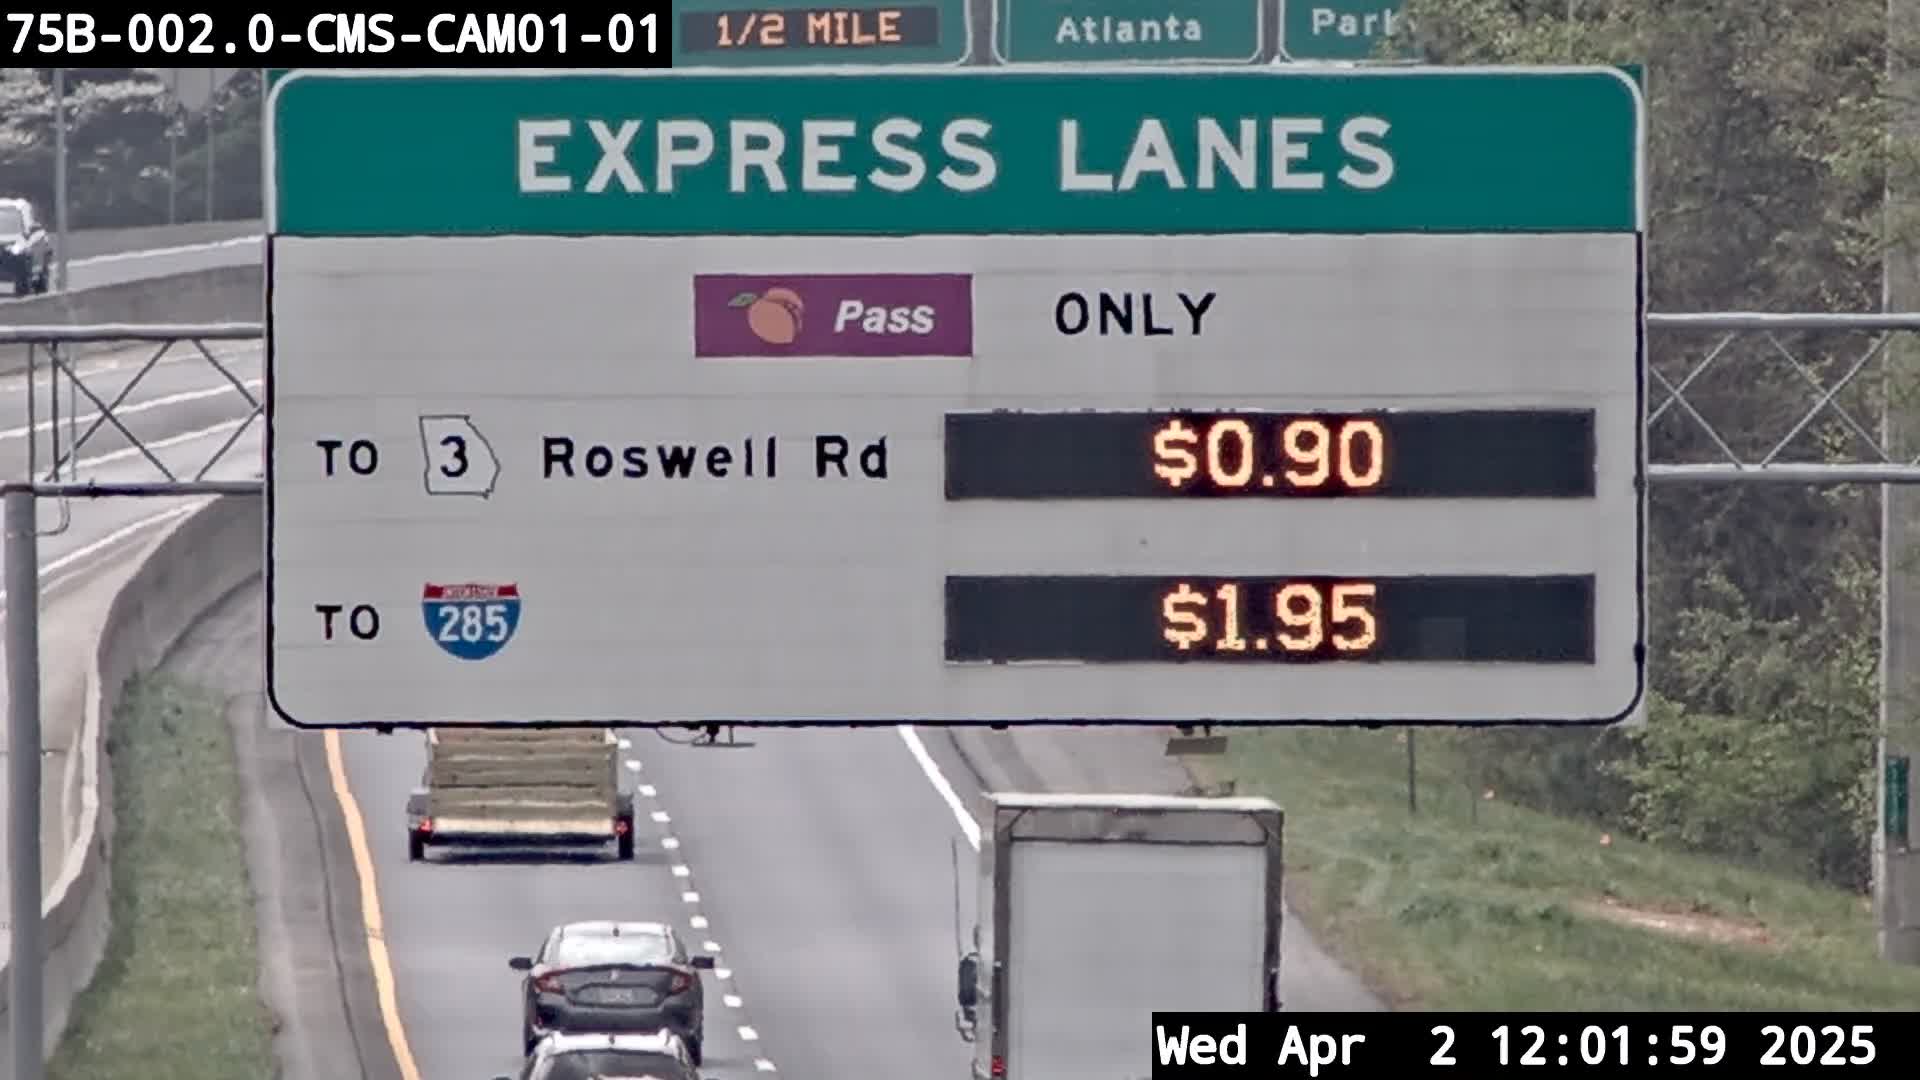 75B-002.0-CMS-CAM01-01
1/2 MILE
Atlanta
Park
EXPRESS LANES
Pass ONLY
TO 3 Roswell Rd $0.90
TO 285 $1.95
Wed Apr 2 12:01:59 2025